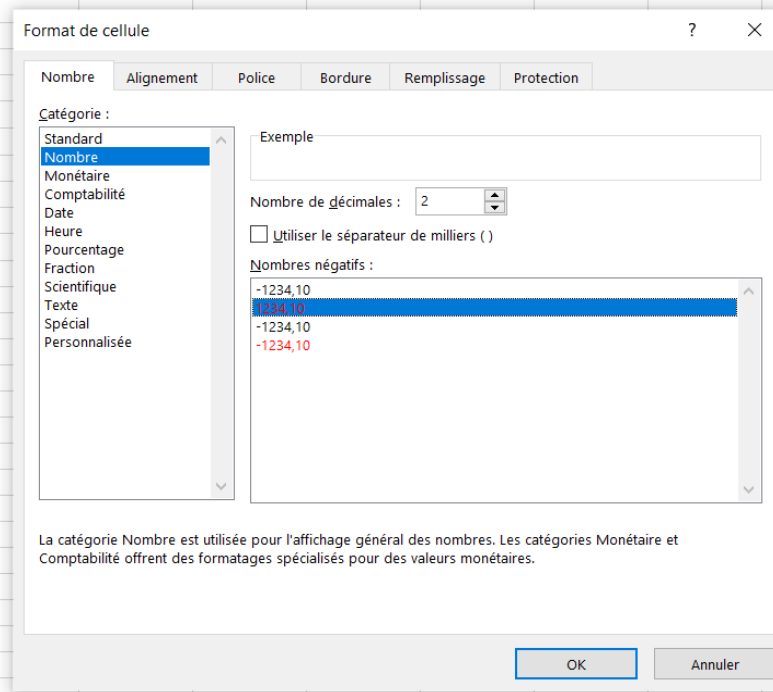 Format de cellule
?
Nombre Alignement Police Bordure Remplissage Protection
Catégorie :
Standard
Nombre
Monétaire
Comptabilité
Date
Heure
Pourcentage
Fraction
Scientifique
Texte
Spécial
Personnalisée
Exemple
Nombre de décimales : 2
Utiliser le séparateur de milliers ( )
Nombres négatifs :
-1234,10
1234,10
-1234,10
-1234,10
La catégorie Nombre est utilisée pour l'affichage général des nombres. Les catégories Monétaire et
Comptabilité offrent des formatages spécialisés pour des valeurs monétaires.
OK Annuler